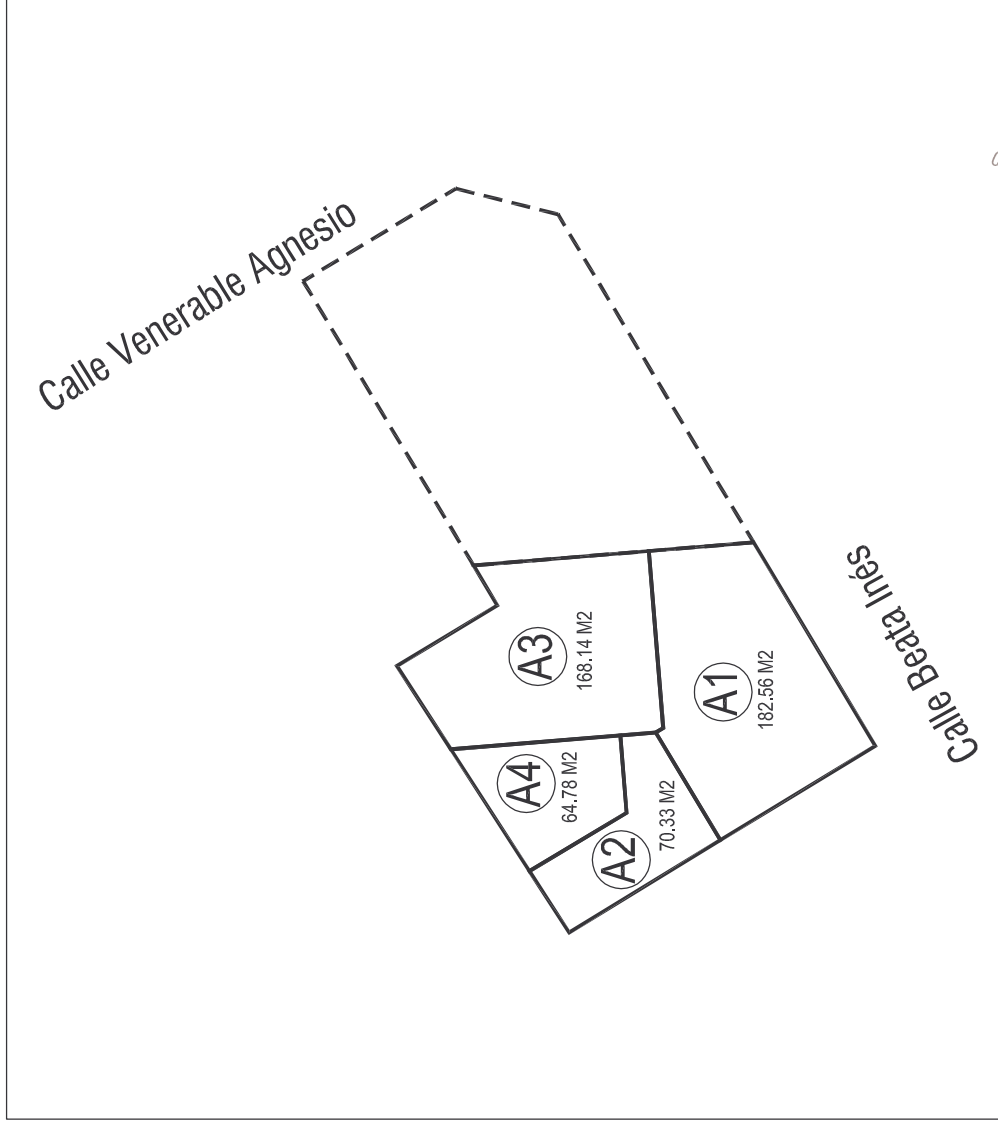 Calle Venerable Agnesio
Calle Beata Inés
A3
168.14 M2
A1
182.56 M2
A4
64.78 M2
A2
70.33 M2